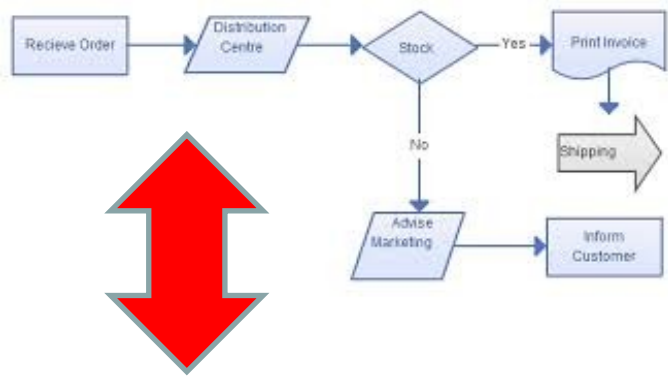 Recieve Order
Distribution
Centre
Stock
Yes
Print Invoice
No
Shipping
Advise
Marketing
Inform
Customer